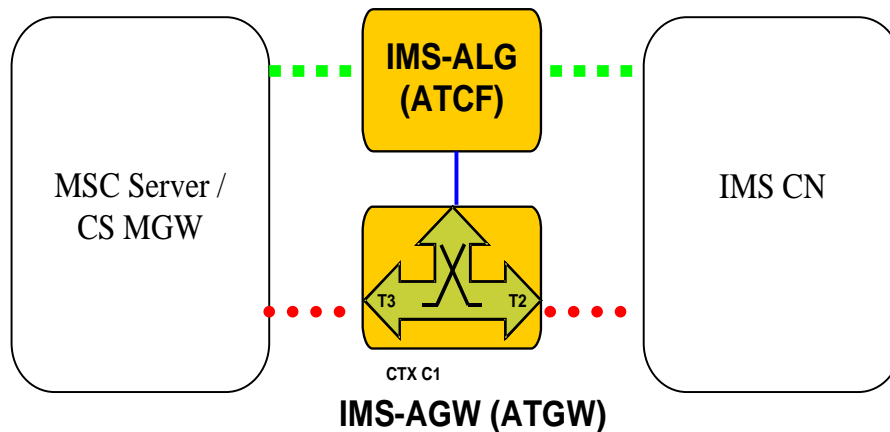 IMS-ALG
(ATCF)
MSC Server /
CS MGW
IMS CN
T3
T2
CTX C1
IMS-AGW (ATGW)